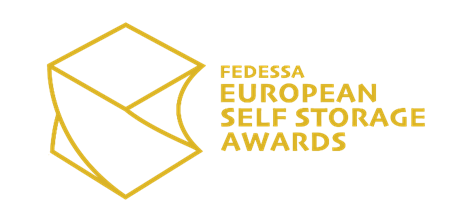 FEDESSA
EUROPEAN
SELF STORAGE
AWARDS